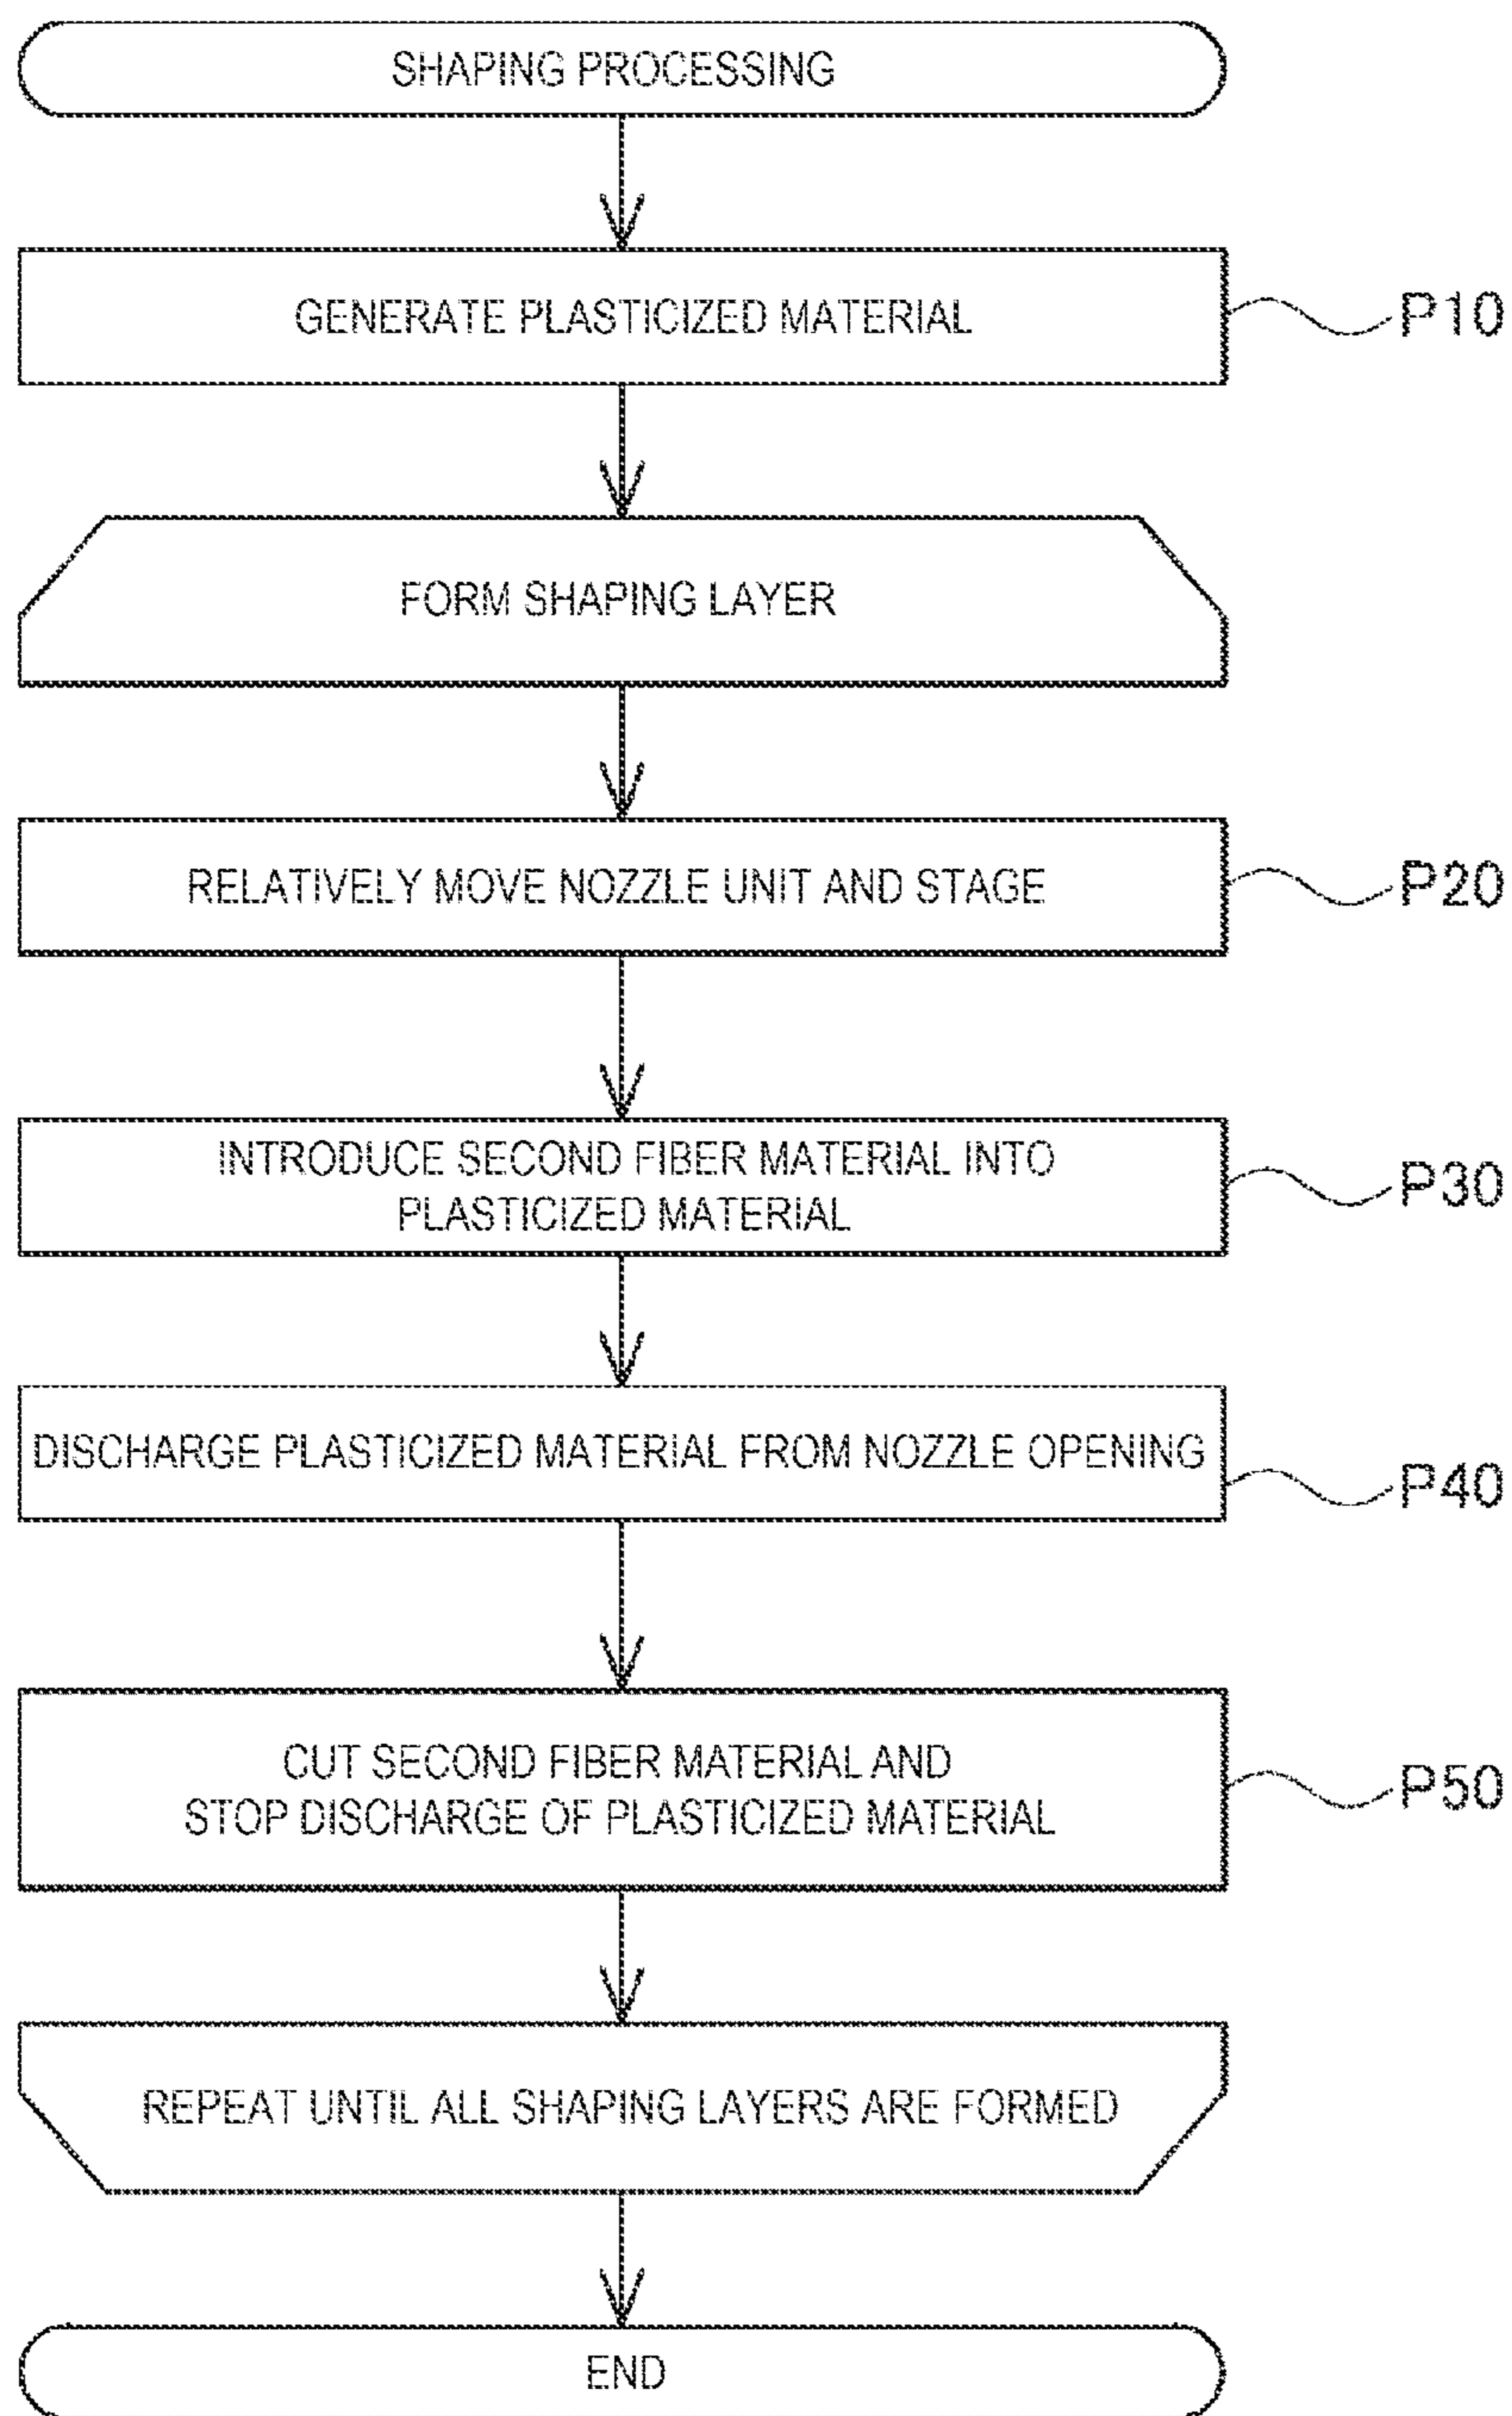 SHAPING PROCESSING
GENERATE PLASTICIZED MATERIAL
P10
FORM SHAPING LAYER
RELATIVELY MOVE NOZZLE UNIT AND STAGE
P20
INTRODUCE SECOND FIBER MATERIAL INTO
PLASTICIZED MATERIAL
P30
DISCHARGE PLASTICIZED MATERIAL FROM NOZZLE OPENING
P40
CUT SECOND FIBER MATERIAL AND
STOP DISCHARGE OF PLASTICIZED MATERIAL
P50
REPEAT UNTIL ALL SHAPING LAYERS ARE FORMED
END